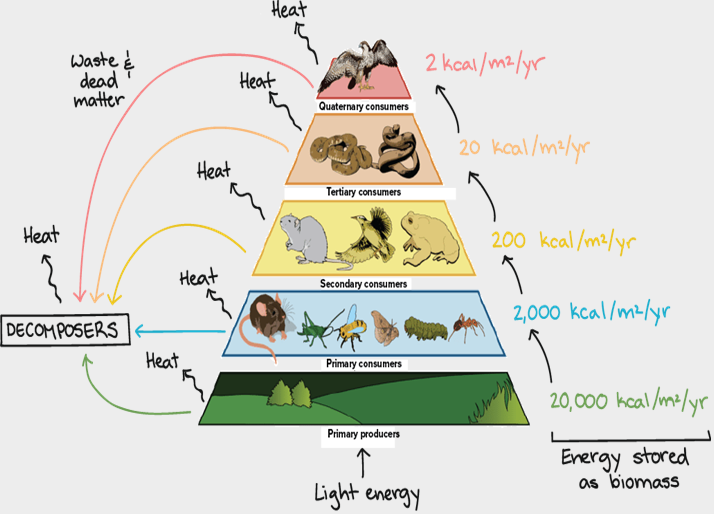 Heat
2 kcal/m²/yr
Waste &
dead
matter
Heat
Quaternary consumers
20 kcal/m²/yr
Heat
Tertiary consumers
Heat
200 kcal/m²/yr
Heat
Secondary consumers
2,000 kcal/m²/yr
DECOMPOSERS
Heat
Primary consumers
20,000 kcal/m²/yr
Primary producers
Energy stored
as biomass
Light energy